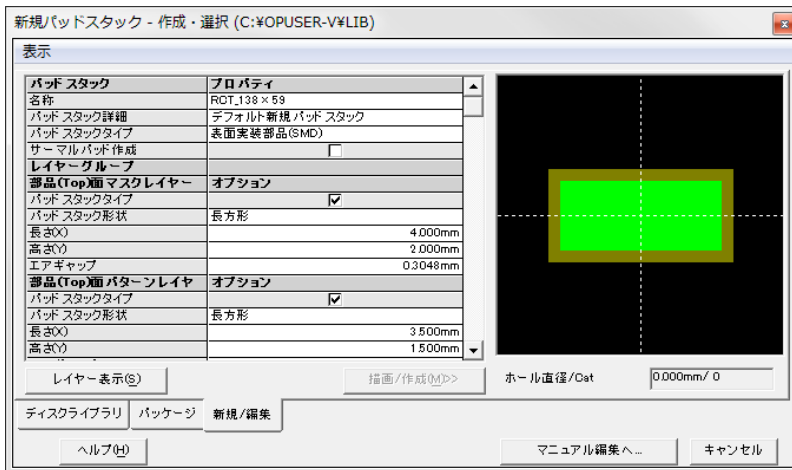 新規パッドスタック - 作成・選択 (C:¥OPUSER-V¥LIB)
表示
パッド スタック プロパティ
名称 RCT_138×59
パッド スタック詳細 デフォルト新規 パッド スタック
パッド スタックタイプ 表面実装部品(SMD)
サーマルパッド作成
レイヤーグループ
部品(Top)面 マスクレイヤー オプション
パッド スタックタイプ
パッド スタック形状 長方形
長さ(X) 4.000mm
高さ(Y) 2.000mm
エアギャップ 0.3048mm
部品(Top)面 パターンレイヤ オプション
パッド スタックタイプ
パッド スタック形状 長方形
長さ(X) 3.500mm
高さ(Y) 1.500mm
レイヤー表示(S) 描画/作成(M)>> ホール直径/Cat 0.000mm/ 0
ディスクライブラリ パッケージ 新規/編集
ヘルプ(H) マニュアル編集へ... キャンセル